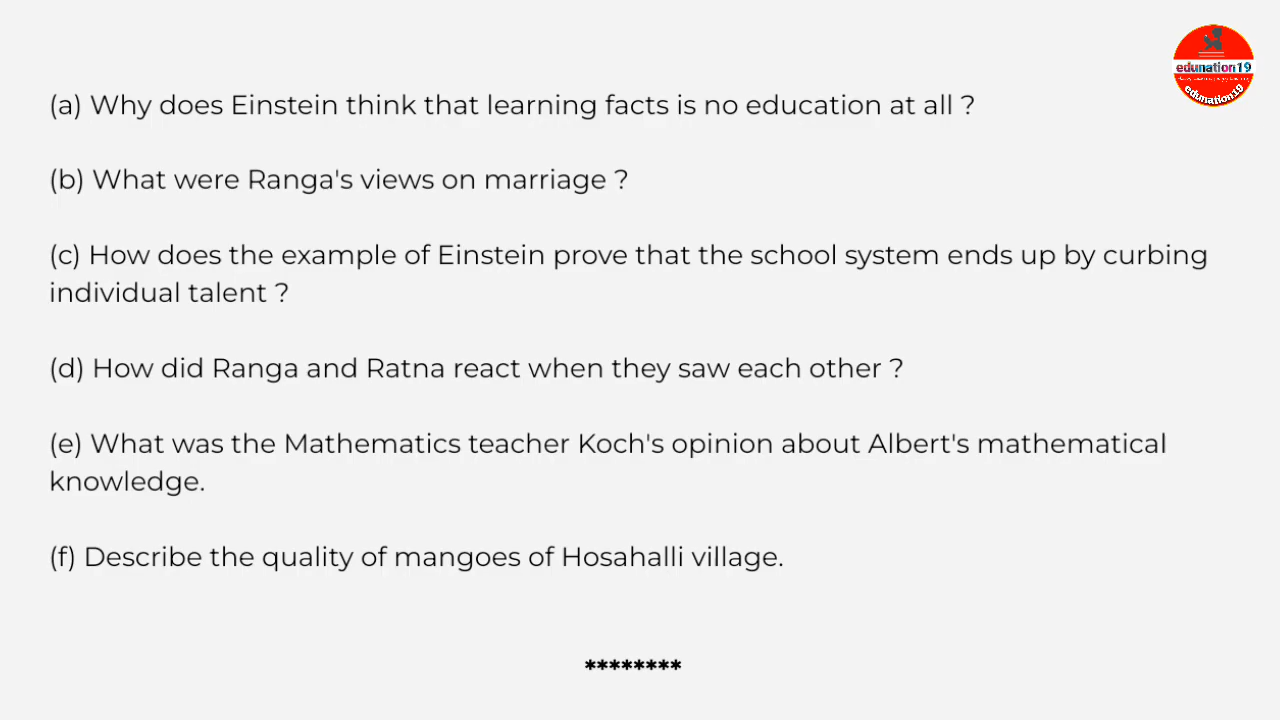 edunation19
edunation19
(a) Why does Einstein think that learning facts is no education at all ?
(b) What were Ranga's views on marriage ?
(c) How does the example of Einstein prove that the school system ends up by curbing
individual talent ?
(d) How did Ranga and Ratna react when they saw each other ?
(e) What was the Mathematics teacher Koch's opinion about Albert's mathematical
knowledge.
(f) Describe the quality of mangoes of Hosahalli village.
********